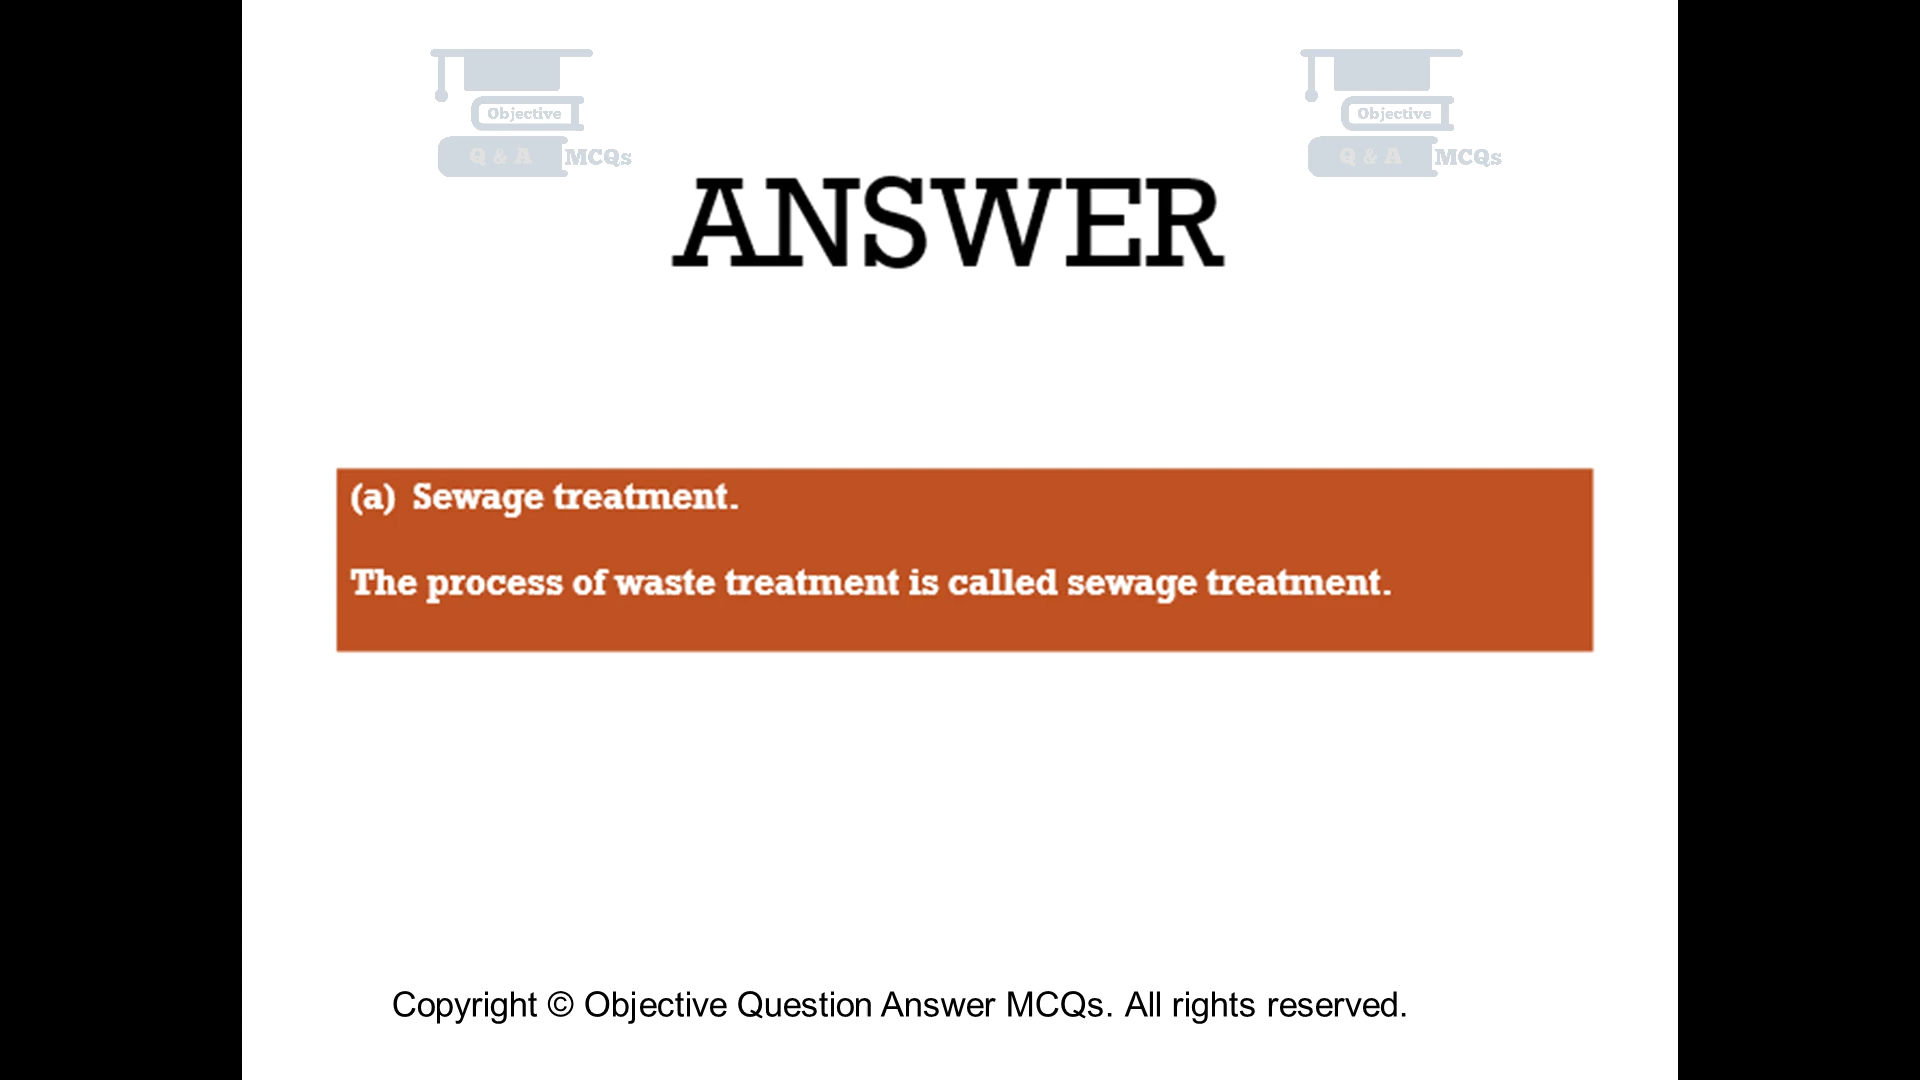 Objective
Q & A MCQs
Objective
Q & A MCQs
ANSWER
(a) Sewage treatment.
The process of waste treatment is called sewage treatment.
Copyright © Objective Question Answer MCQs. All rights reserved.